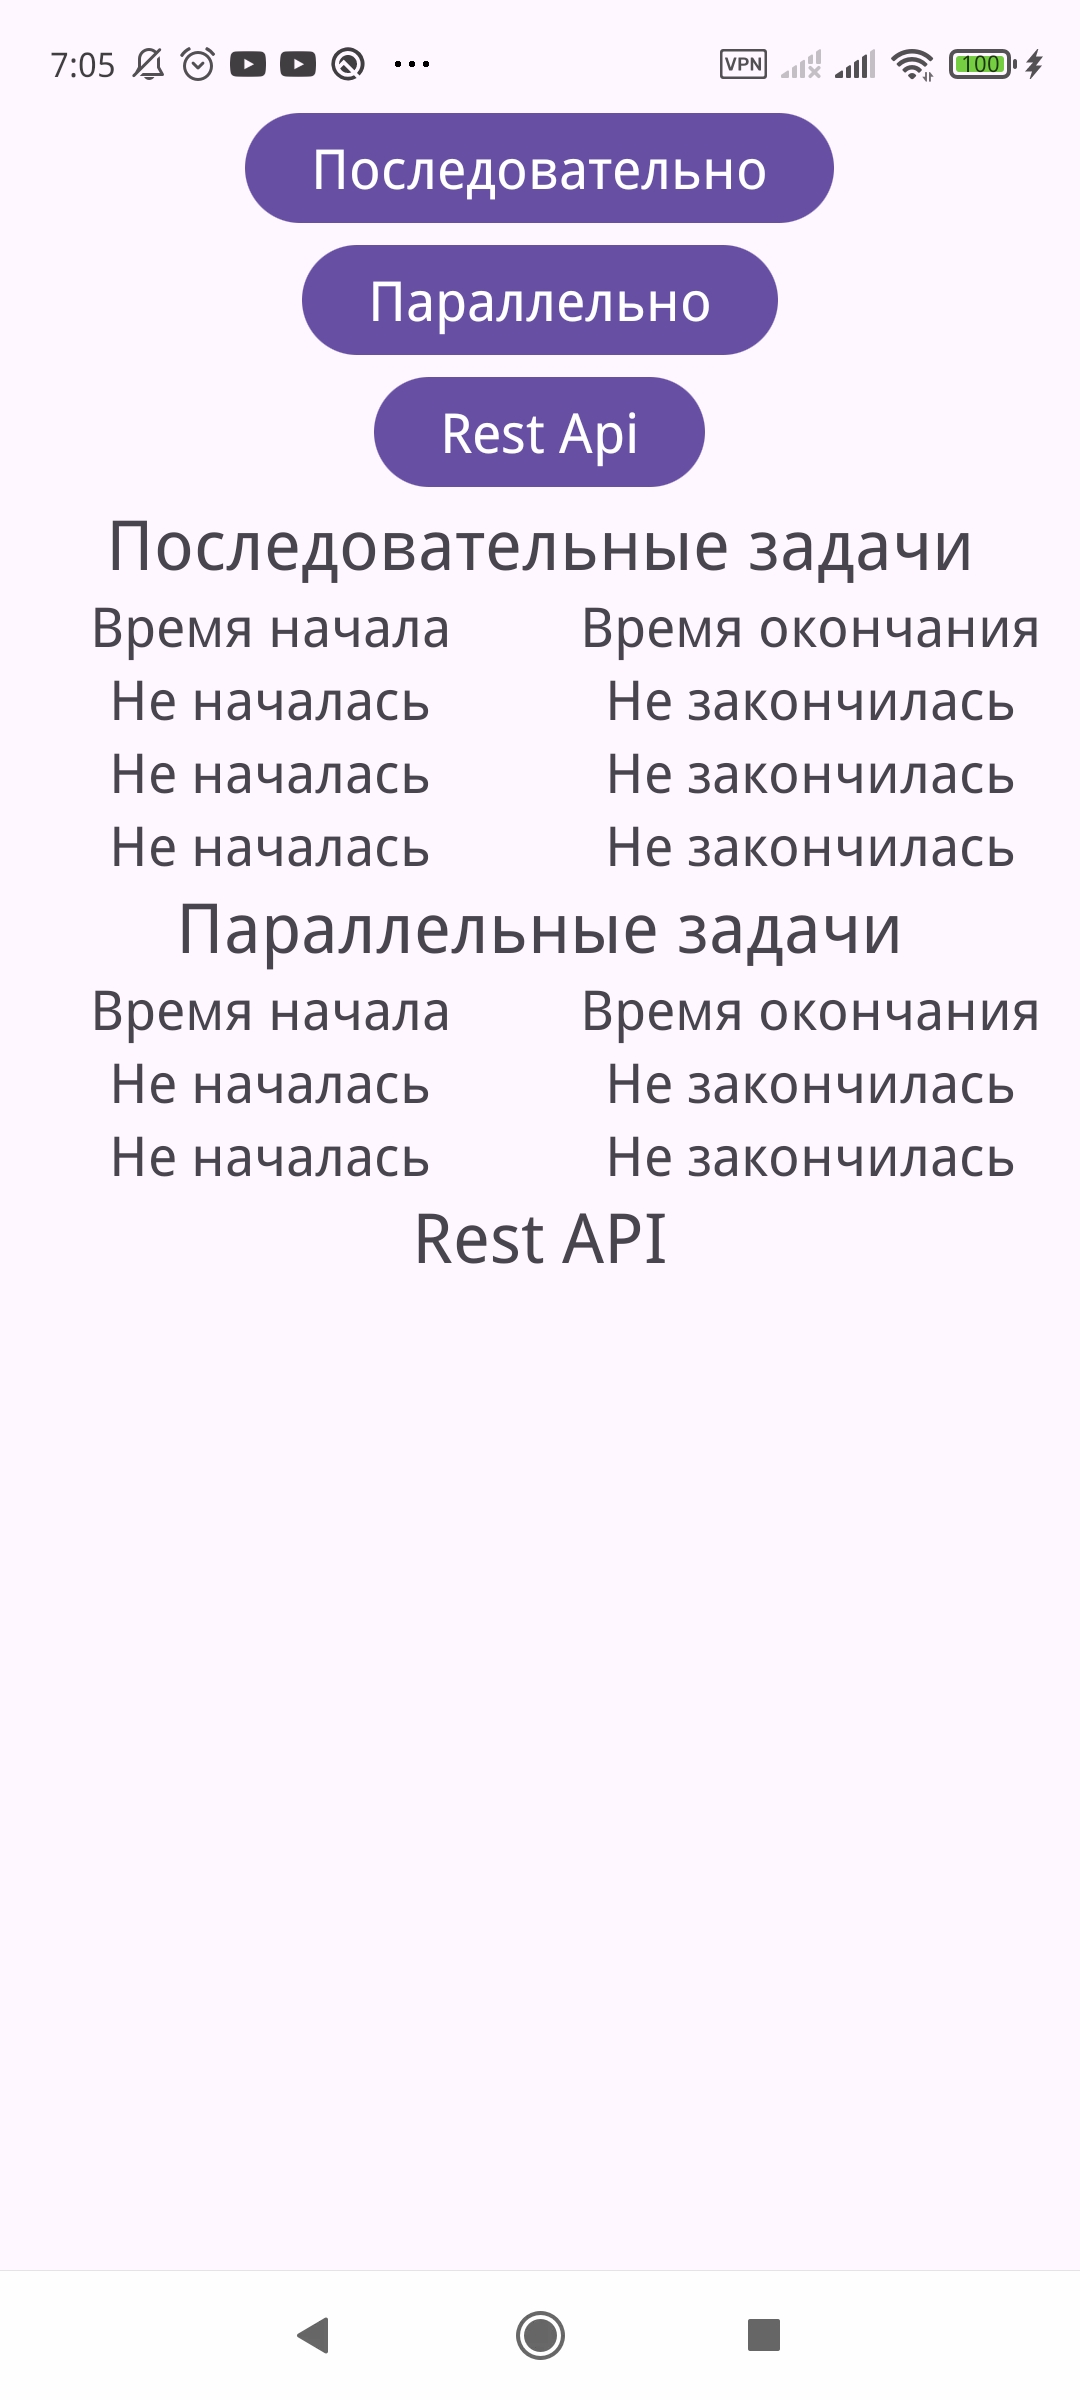 7:05 VPN 100
Последовательно
Параллельно
Rest Api
Последовательные задачи
Время начала Время окончания
Не началась Не закончилась
Не началась Не закончилась
Не началась Не закончилась
Параллельные задачи
Время начала Время окончания
Не началась Не закончилась
Не началась Не закончилась
Rest API